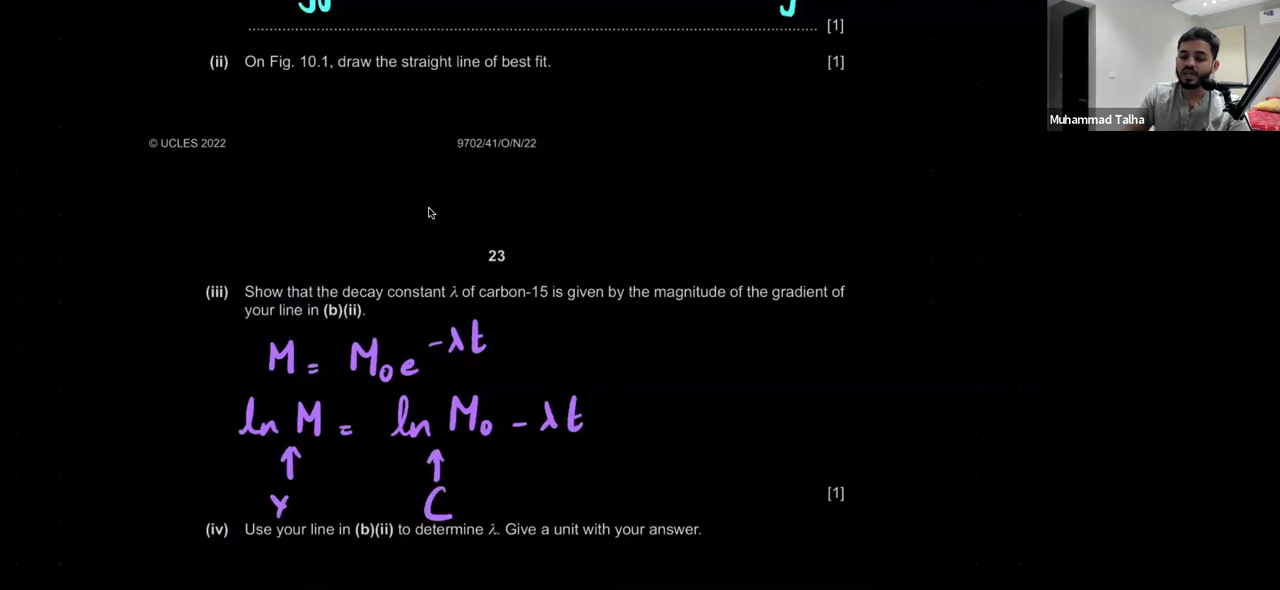 [1]
(ii) On Fig. 10.1, draw the straight line of best fit. [1]
Muhammad Talha
© UCLES 2022 9702/41/O/N/22
23
(iii) Show that the decay constant λ of carbon-15 is given by the magnitude of the gradient of
your line in (b)(ii).
M = M₀e^-λt
ln M = ln M₀ - λt
↑ ↑
Y C
[1]
(iv) Use your line in (b)(ii) to determine λ. Give a unit with your answer.